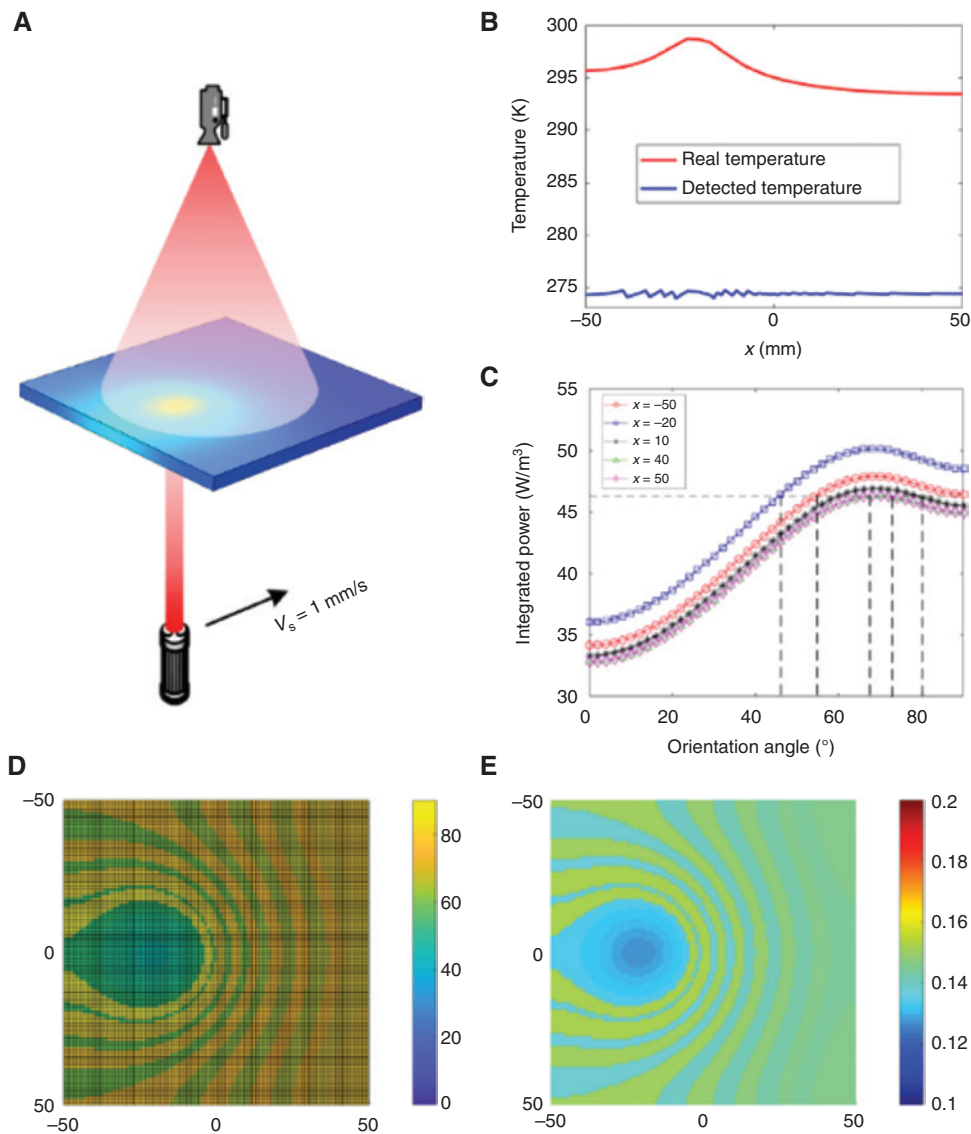 A
V_s = 1 mm/s
B
Temperature (K)
300
295
290
285
280
275
Real temperature
Detected temperature
−50
0
50
x (mm)
C
Integrated power (W/m³)
55
50
45
40
35
30
x = −50
x = −20
x = 10
x = 40
x = 50
0
20
40
60
80
Orientation angle (°)
D
−50
0
50
−50
0
50
80
60
40
20
0
E
−50
0
50
−50
0
50
0.2
0.18
0.16
0.14
0.12
0.1